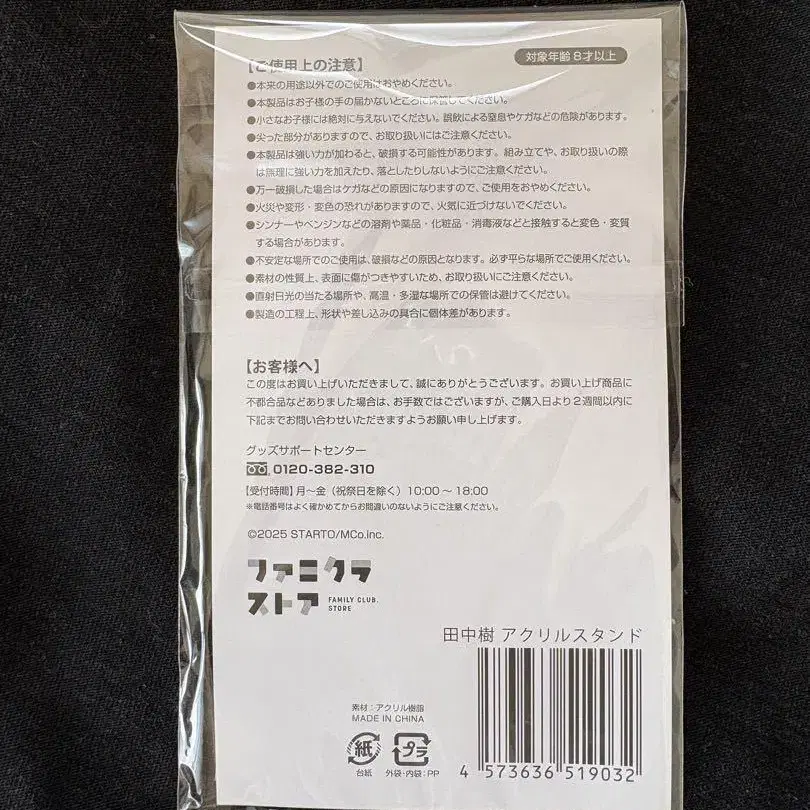 【ご使用上の注意】
対象年齢8才以上
●本来の用途以外でのご使用はおやめください。
●本製品はお子様の手の届かないところに保管してください。
●小さなお子様には絶対に与えないでください。誤飲による窒息やケガなどの危険があります。
●尖った部分がありますので、お取り扱いにはご注意ください。
●本製品は強い力が加わると、破損する可能性があります。組み立てや、お取り扱いの際
は無理に強い力を加えたり、落としたりしないようにご注意ください。
●万一破損した場合はケガなどの原因になりますので、ご使用をおやめください。
●火災や変形・変色の恐れがありますので、火気に近づけないでください。
●シンナーやベンジンなどの溶剤や薬品・化粧品・消毒液などと接触すると変色・変質
する場合があります。
●不安定な場所でのご使用は、破損などの原因となります。必ず平らな場所でご使用ください。
●素材の性質上、表面に傷がつきやすいため、お取り扱いにご注意ください。
●直射日光の当たる場所や、高温・多湿な場所での保管は避けてください。
●製造の工程上、形状や差し込みの具合に個体差があります。
【お客様へ】
この度はお買い上げいただきまして、誠にありがとうございます。お買い上げ商品に
不都合品などありました場合は、お手数ではございますが、ご購入日より2週間以内に
下記までお問い合わせいただきますようお願い申し上げます。
グッズサポートセンター
0120-382-310
【受付時間】月〜金（祝祭日を除く）10:00〜18:00
※電話番号はよく確かめてからお間違いのないようにご注意ください。
©2025 STARTO/MCo.inc.
ファミクラ
ストア FAMILY CLUB.
STORE
田中樹 アクリルスタンド
素材：アクリル樹脂
MADE IN CHINA
紙 プラ
台紙 外袋・内袋：PP
4 573636 519032